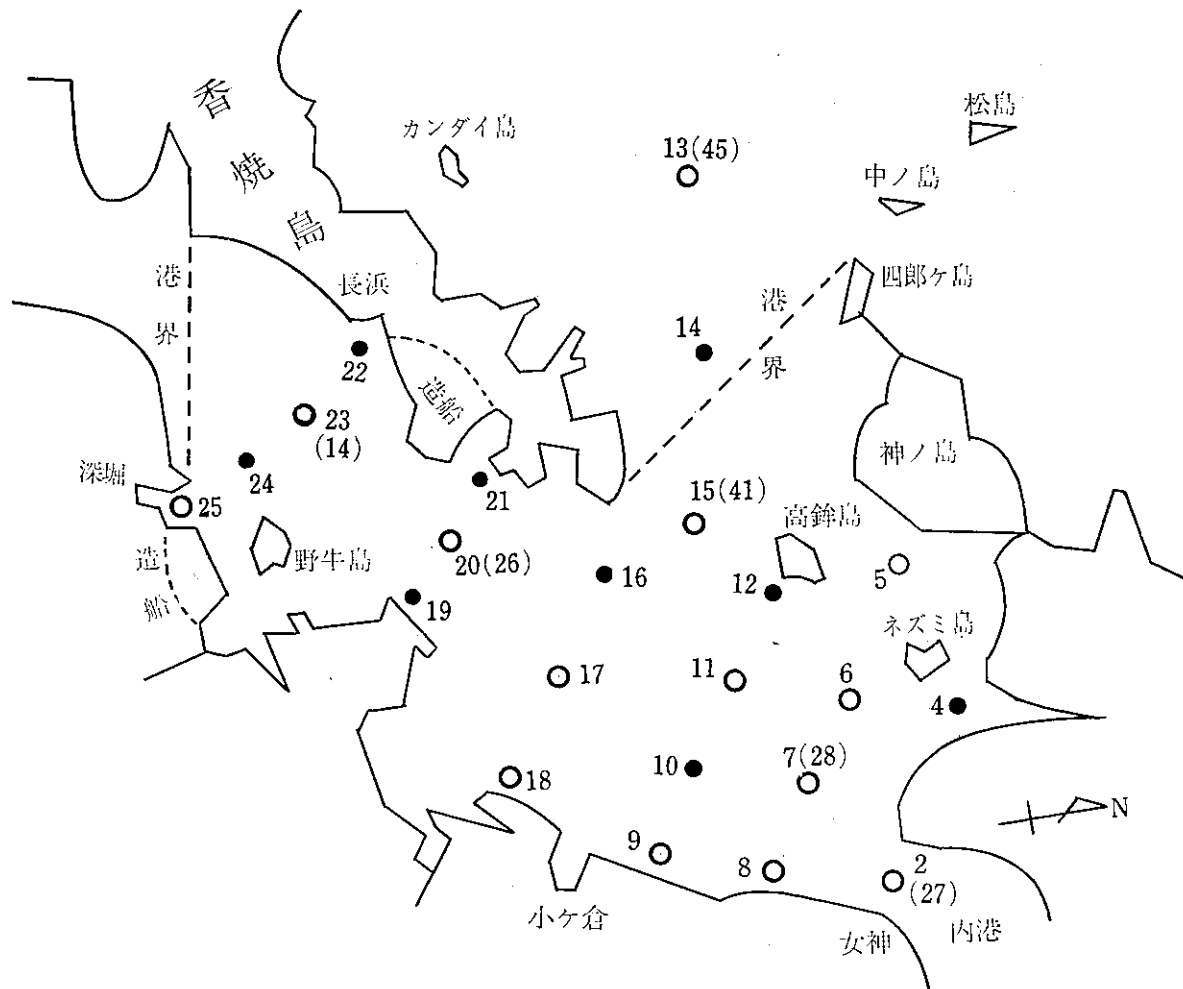 香焼島
カンダイ島
松島
13(45)
中ノ島
四郎ケ島
港界
長浜
港界
14
22
造船
23
(14)
神ノ島
深堀
24
25
21
15(41)
高鉾島
造船
野牛島
20(26)
16
12
5
19
ネズミ島
17
11
6
4
10
7(28)
18
N
9
8
2
(27)
小ケ倉
女神
内港